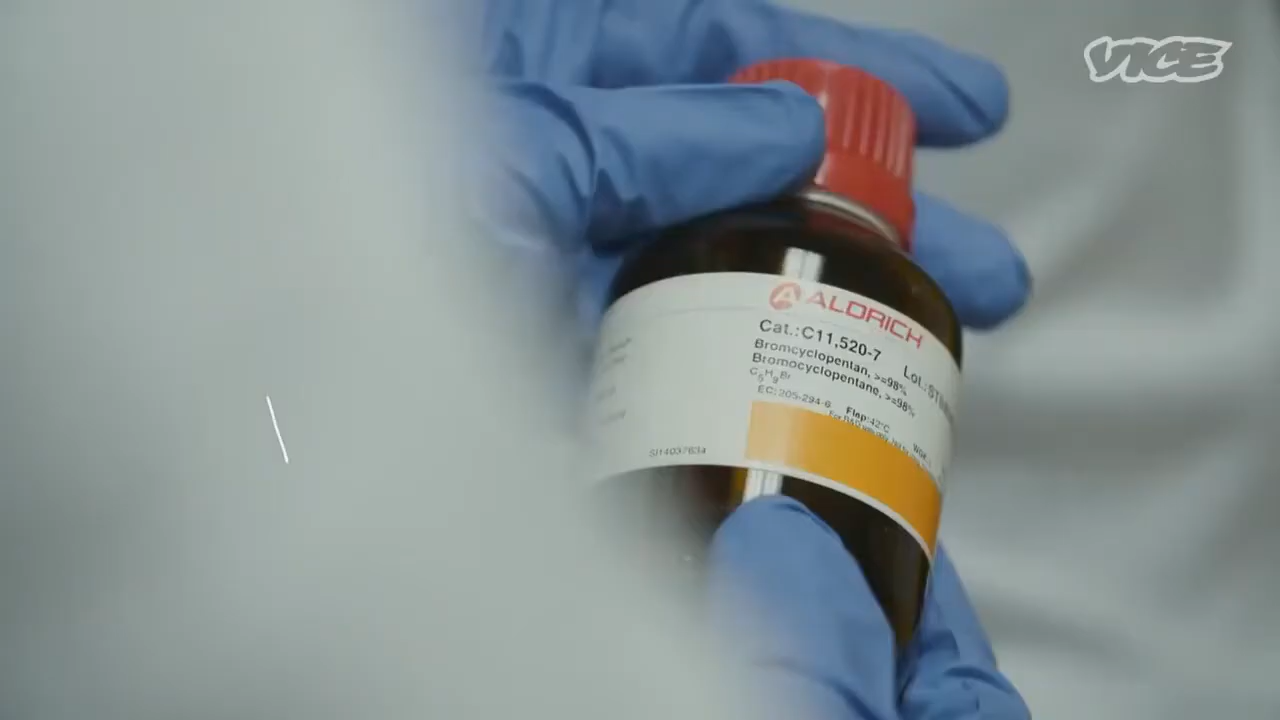 VICE
ALDRICH
Cat.:C11,520-7
Lot.:
Bromcyclopentan, >=98%
Bromocyclopentane, >=98%
C5H9Br
EC:205-294-6 Flap:42°C
SI14037634